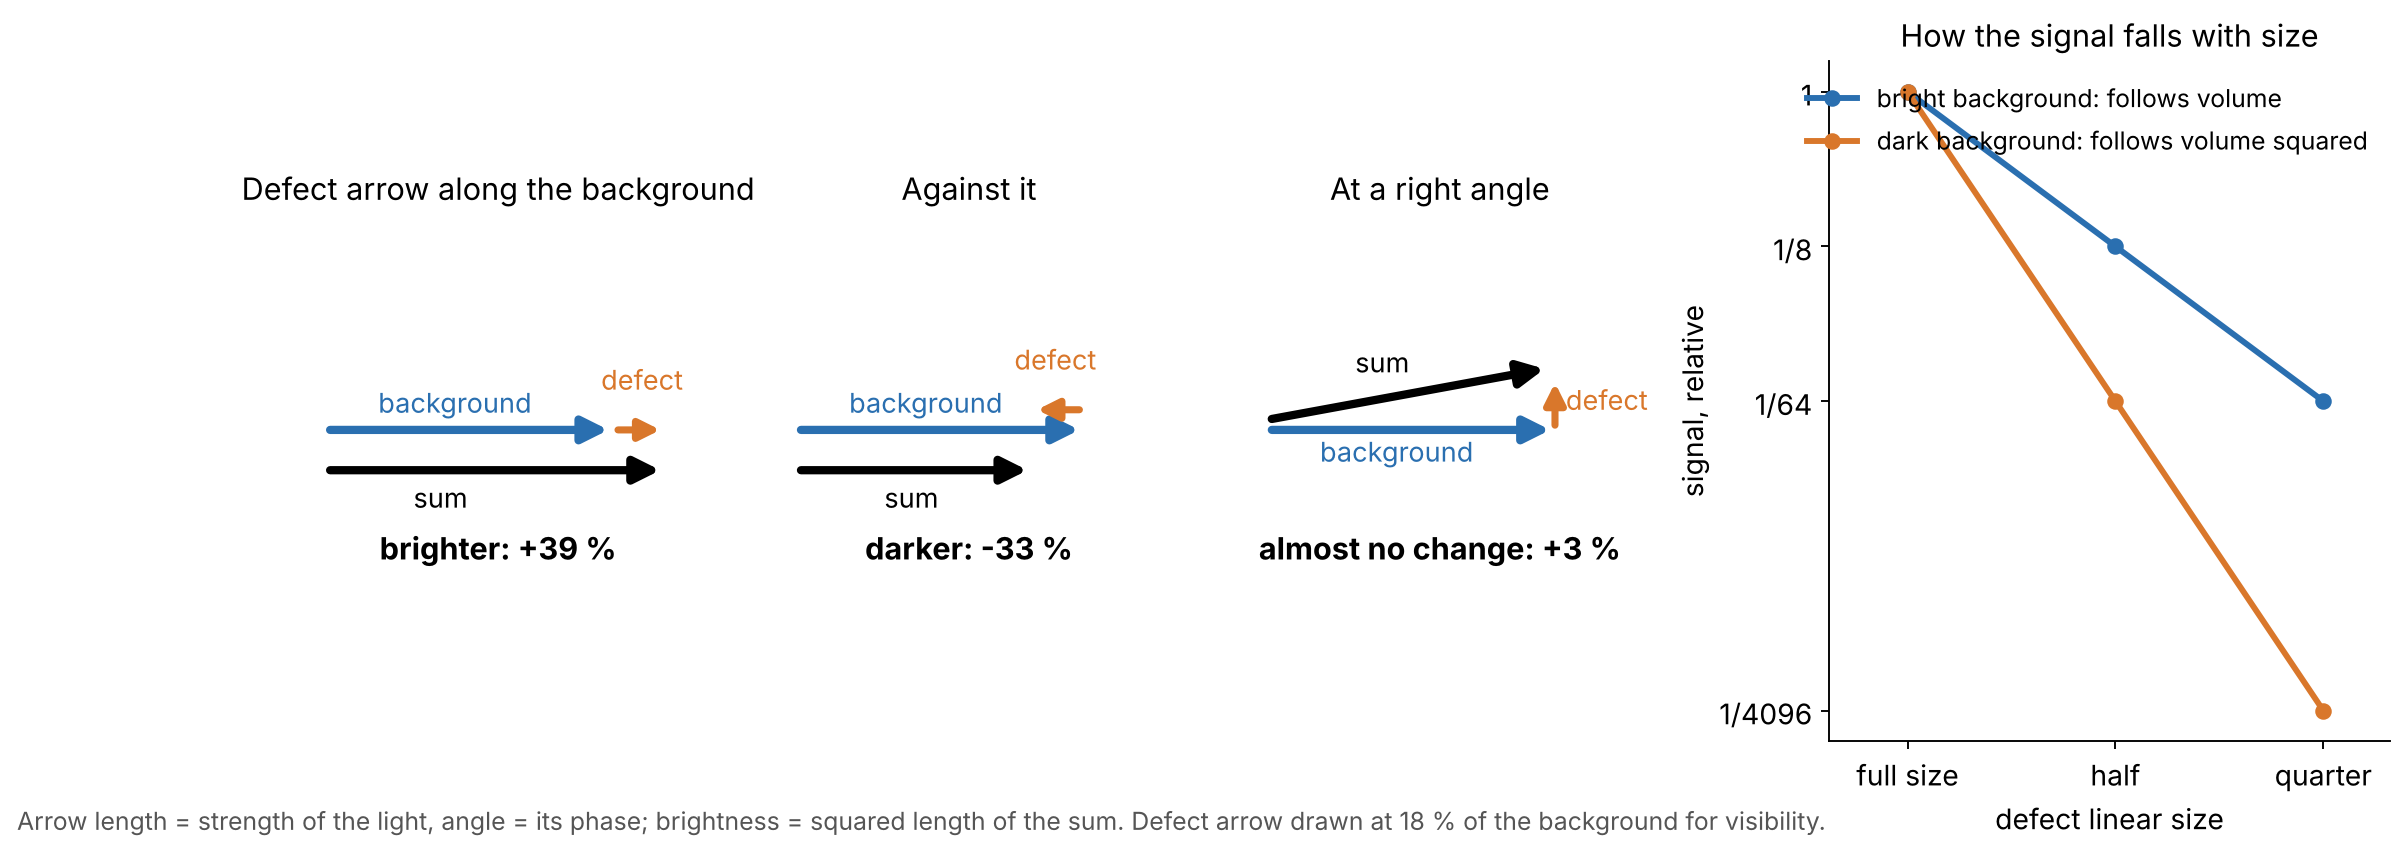 Defect arrow along the background
background
defect
sum
brighter: +39 %
Against it
background
defect
sum
darker: -33 %
At a right angle
sum
defect
background
almost no change: +3 %
How the signal falls with size
bright background: follows volume
dark background: follows volume squared
signal, relative
1
1/8
1/64
1/4096
full size
half
quarter
defect linear size
Arrow length = strength of the light, angle = its phase; brightness = squared length of the sum. Defect arrow drawn at 18 % of the background for visibility.